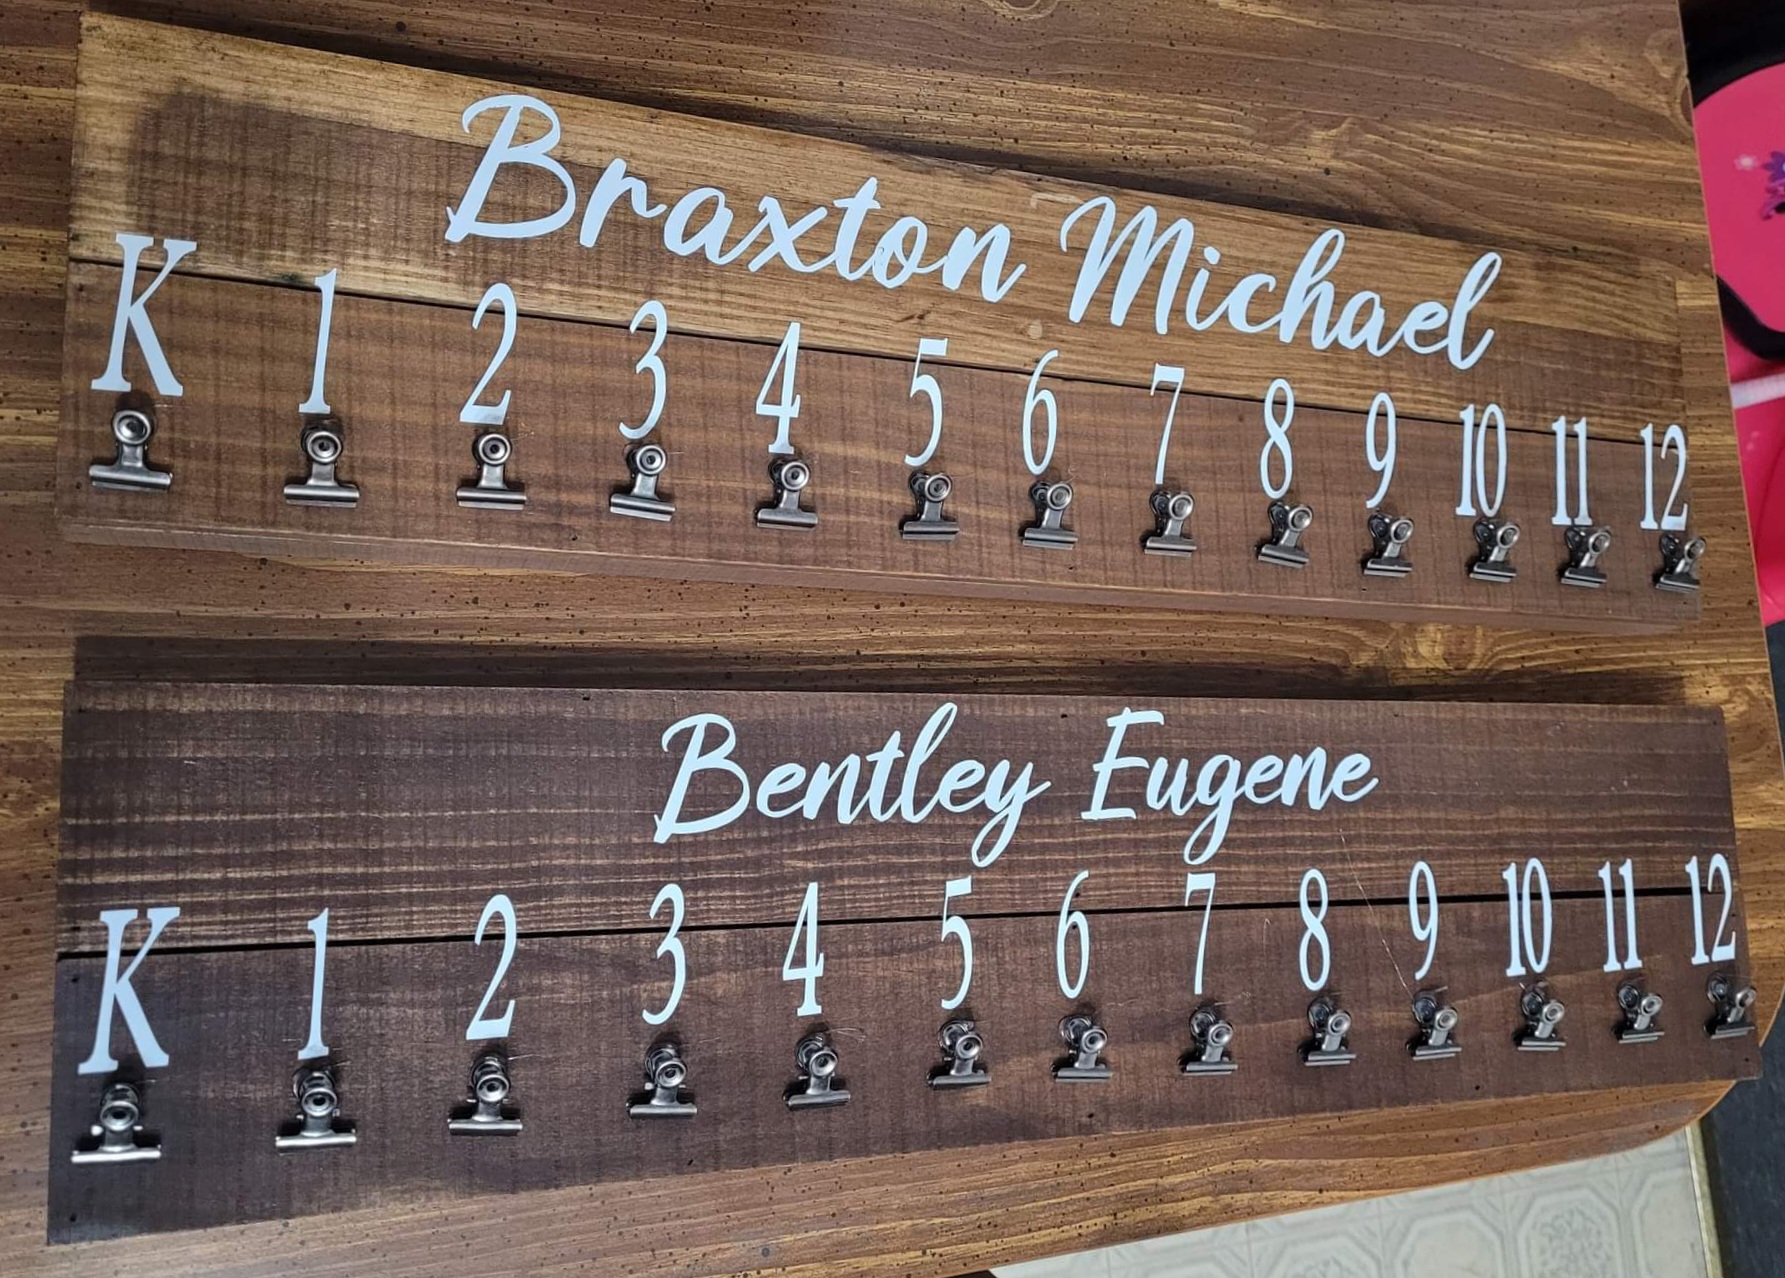 Braxton Michael
K 1 2 3 4 5 6 7 8 9 10 11 12
Bentley Eugene
K 1 2 3 4 5 6 7 8 9 10 11 12